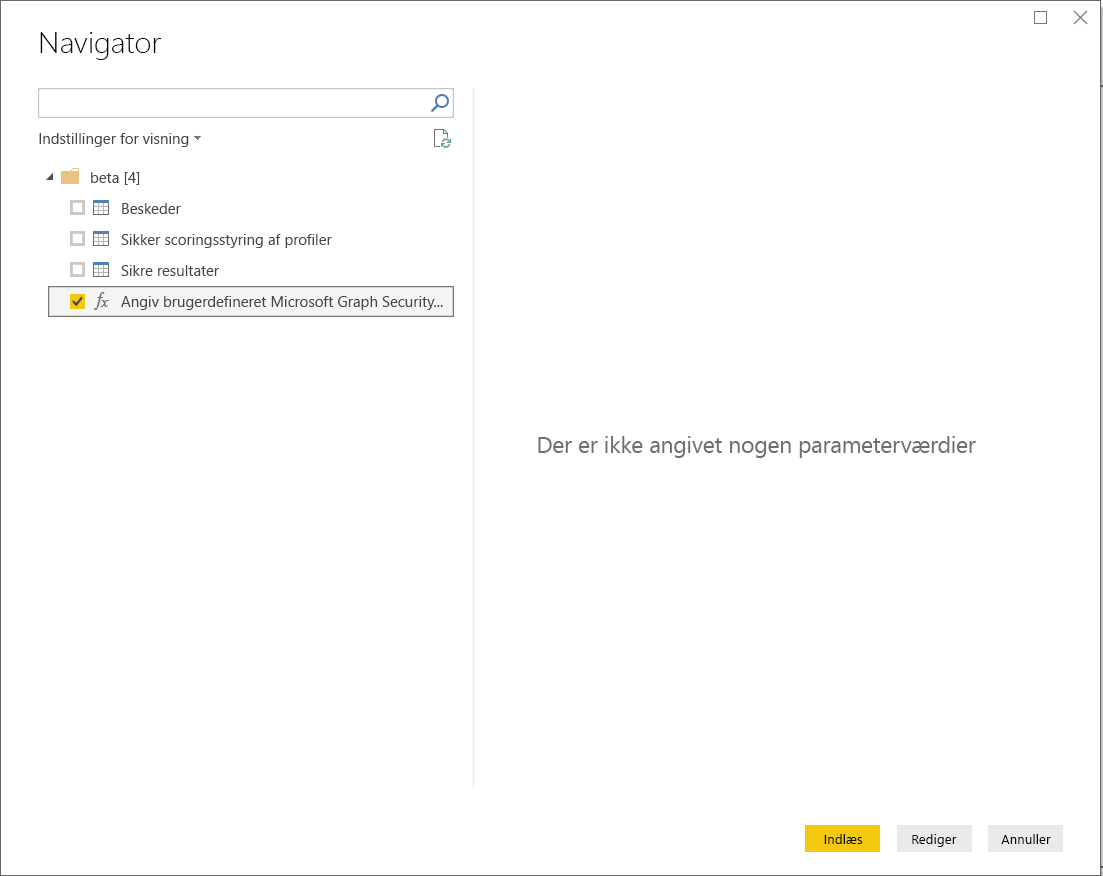 Navigator
Indstillinger for visning
beta [4]
Beskeder
Sikker scoringsstyring af profiler
Sikre resultater
fx Angiv brugerdefineret Microsoft Graph Security...
Der er ikke angivet nogen parameterværdier
Indlæs Rediger Annuller